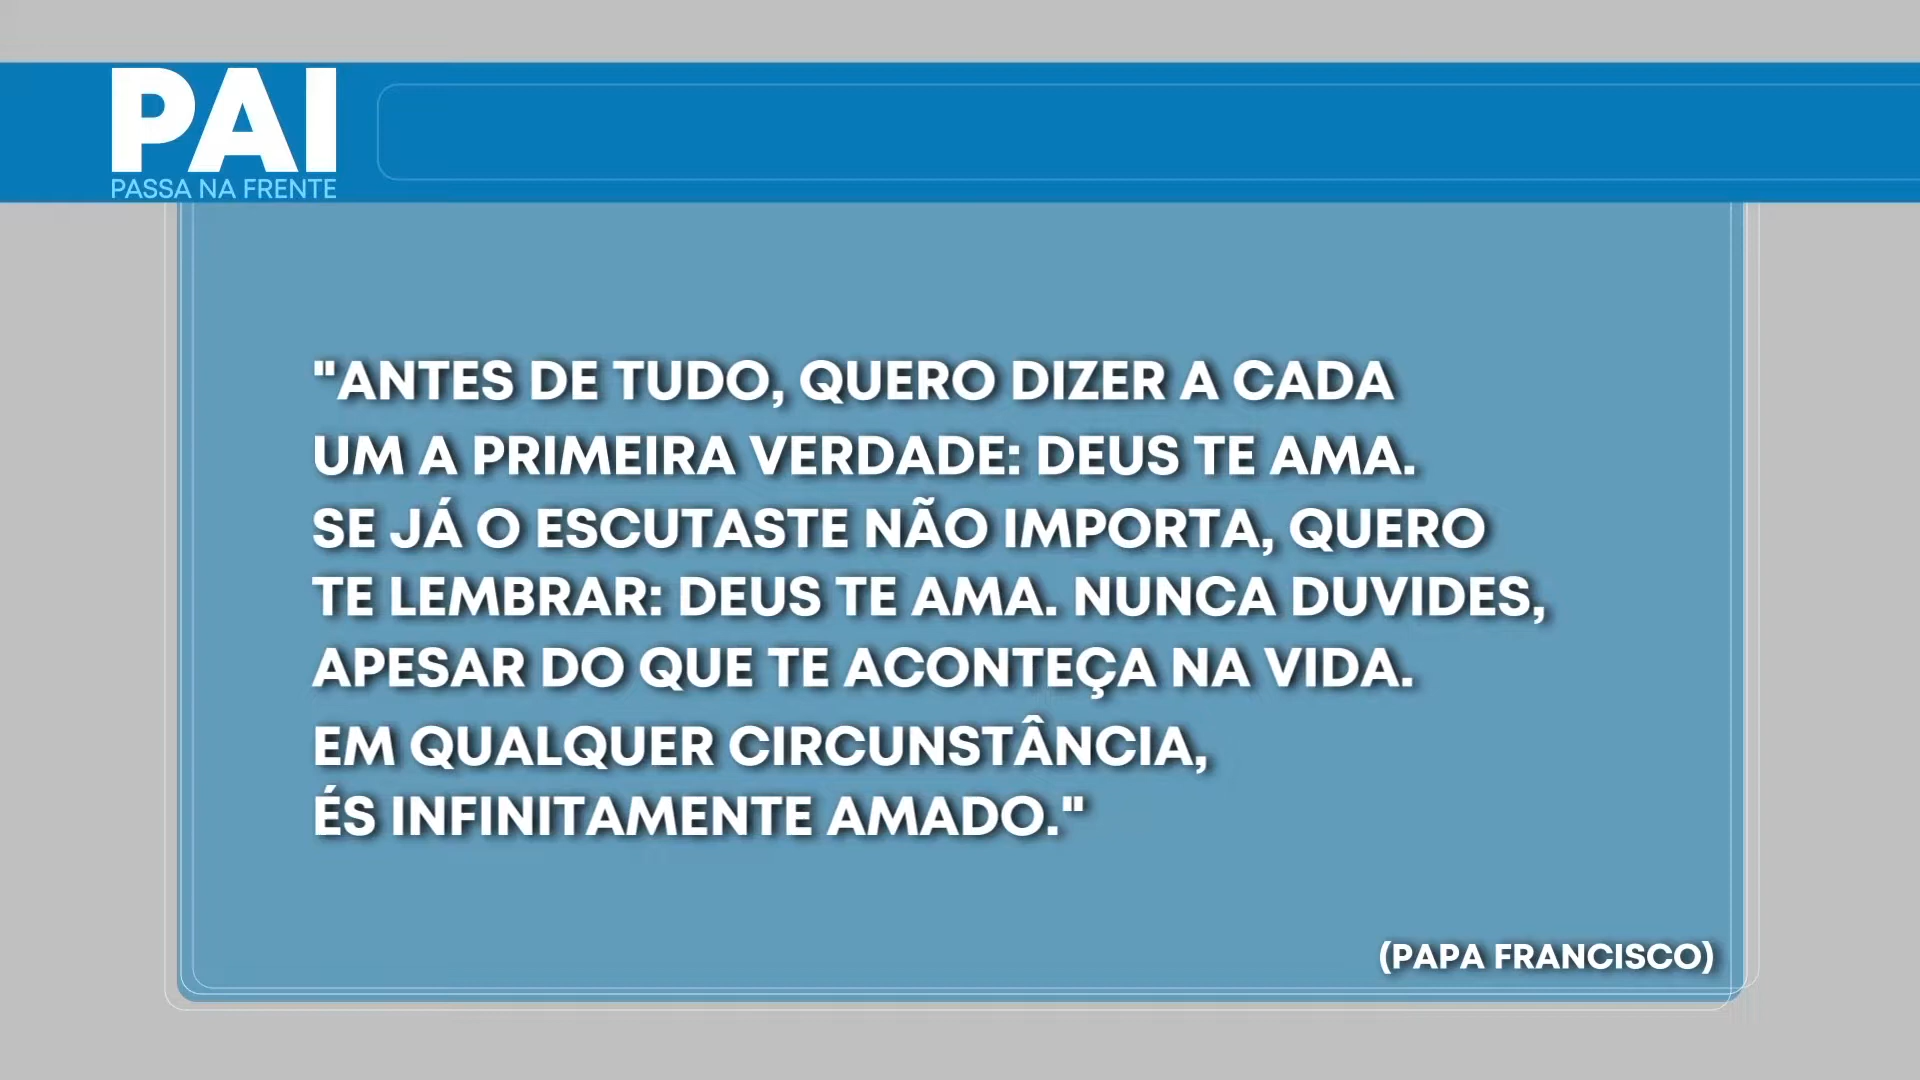 PAI
PASSA NA FRENTE
"ANTES DE TUDO, QUERO DIZER A CADA
UM A PRIMEIRA VERDADE: DEUS TE AMA.
SE JÁ O ESCUTASTE NÃO IMPORTA, QUERO
TE LEMBRAR: DEUS TE AMA. NUNCA DUVIDES,
APESAR DO QUE TE ACONTEÇA NA VIDA.
EM QUALQUER CIRCUNSTÂNCIA,
ÉS INFINITAMENTE AMADO."
(PAPA FRANCISCO)